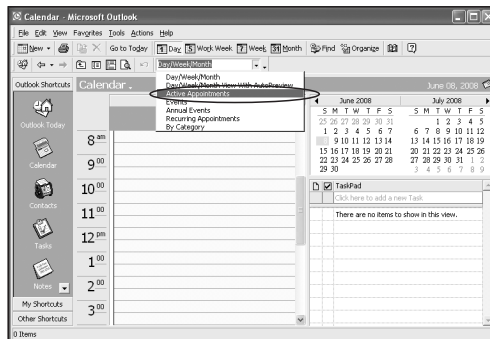 Calendar - Microsoft Outlook
File Edit View Favorites Tools Actions Help
New Go to Today 1 Day 5 Work Week 7 Week 31 Month Find Organize
Day/Week/Month
Outlook Shortcuts
Calendar.
June 08, 2008
Day/Week/Month
Day/Week/Month View With AutoPreview
Active Appointments
Events
Annual Events
Recurring Appointments
By Category
Outlook Today
Calendar
Contacts
Tasks
Notes
My Shortcuts
Other Shortcuts
8 am
9 00
10 00
11 00
12 pm
1 00
2 00
3 00
June 2008
S M T W T F S
25 26 27 28 29 30 31
1 2 3 4 5 6 7
9 10 11 12 13 14
15 16 17 18 19 20 21
22 23 24 25 26 27 28
29 30
July 2008
S M T W T F S
1 2 3 4 5
6 7 8 9 10 11 12
13 14 15 16 17 18 19
20 21 22 23 24 25 26
27 28 29 30 31 1 2
3 4 5 6 7 8 9
TaskPad
Click here to add a new Task
There are no items to show in this view.
0 Items